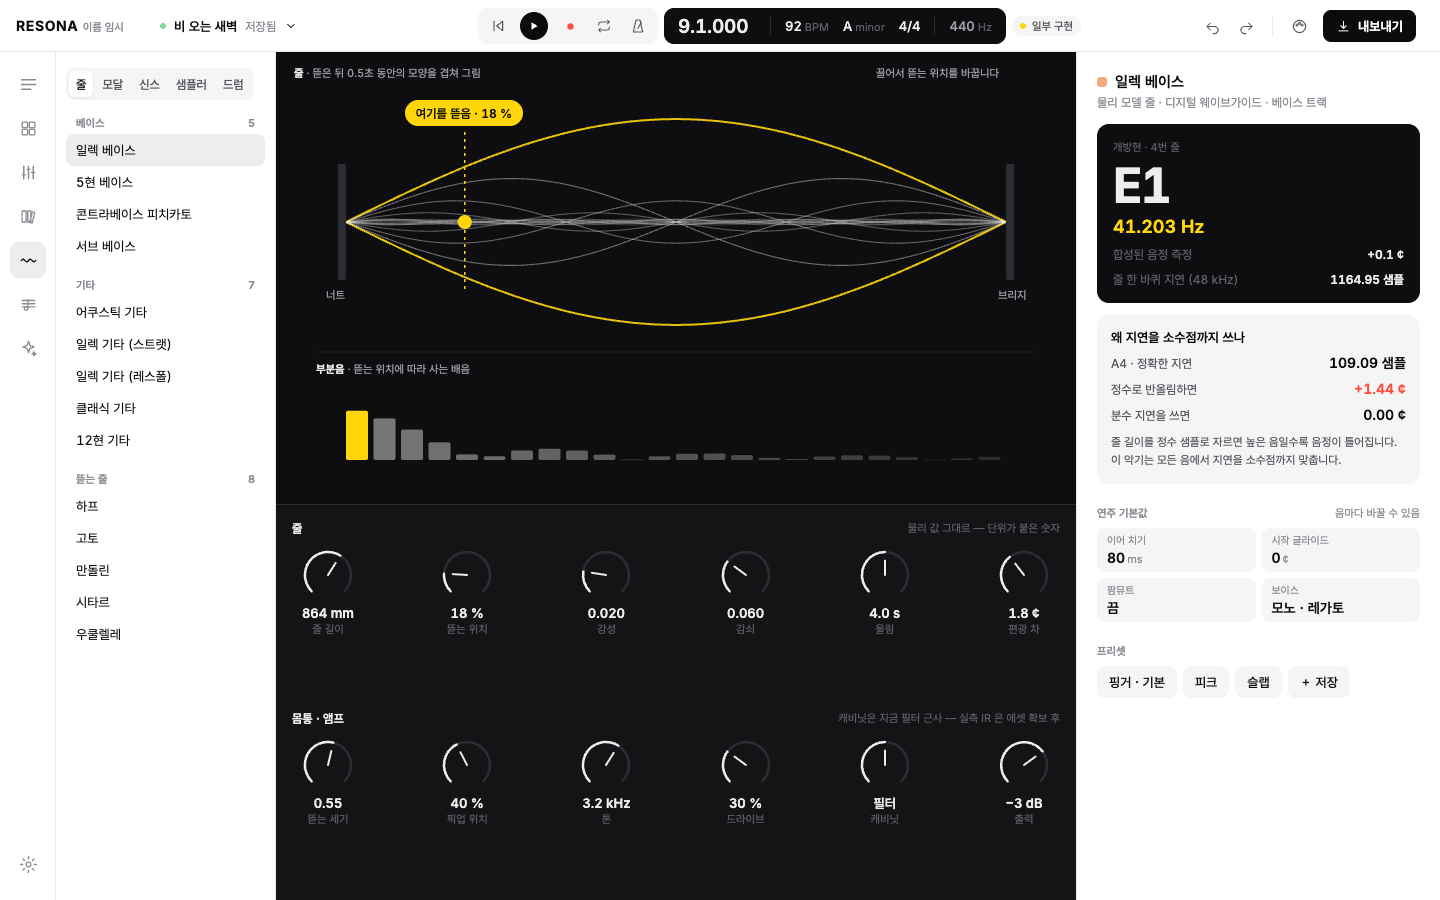 RESONA 이름 임시
비 오는 새벽 저장됨
9.1.000 92 BPM A minor 4/4 440 Hz
일부 구현
내보내기
줄 모달 신스 샘플러 드럼
베이스 5
일렉 베이스
5현 베이스
콘트라베이스 피치카토
서브 베이스
기타 7
어쿠스틱 기타
일렉 기타 (스트랫)
일렉 기타 (레스폴)
클래식 기타
12현 기타
뜯는 줄 8
하프
고토
만돌린
시타르
우쿨렐레
줄 · 뜯은 뒤 0.5초 동안의 모양을 겹쳐 그림
끌어서 뜯는 위치를 바꿉니다
여기를 뜯음 · 18 %
너트
브리지
부분음 · 뜯는 위치에 따라 사는 배음
줄
물리 값 그대로 — 단위가 붙은 숫자
864 mm 18 % 0.020 0.060 4.0 s 1.8 ¢
줄 길이 뜯는 위치 강성 감쇠 울림 편광 차
몸통 · 앰프
캐비닛은 지금 필터 근사 — 실측 IR 은 에셋 확보 후
0.55 40 % 3.2 kHz 30 % 필터 −3 dB
뜯는 세기 픽업 위치 톤 드라이브 캐비닛 출력
일렉 베이스
물리 모델 줄 · 디지털 웨이브가이드 · 베이스 트랙
개방현 · 4번 줄
E1
41.203 Hz
합성된 음정 측정 +0.1 ¢
줄 한 바퀴 지연 (48 kHz) 1164.95 샘플
왜 지연을 소수점까지 쓰나
A4 · 정확한 지연 109.09 샘플
정수로 반올림하면 +1.44 ¢
분수 지연을 쓰면 0.00 ¢
줄 길이를 정수 샘플로 자르면 높은 음일수록 음정이 틀어집니다.
이 악기는 모든 음에서 지연을 소수점까지 맞춥니다.
연주 기본값 음마다 바꿀 수 있음
이어 치기
80 ms
시작 글라이드
0 ¢
팜뮤트
끔
보이스
모노 · 레가토
프리셋
핑거 · 기본 피크 슬랩 + 저장